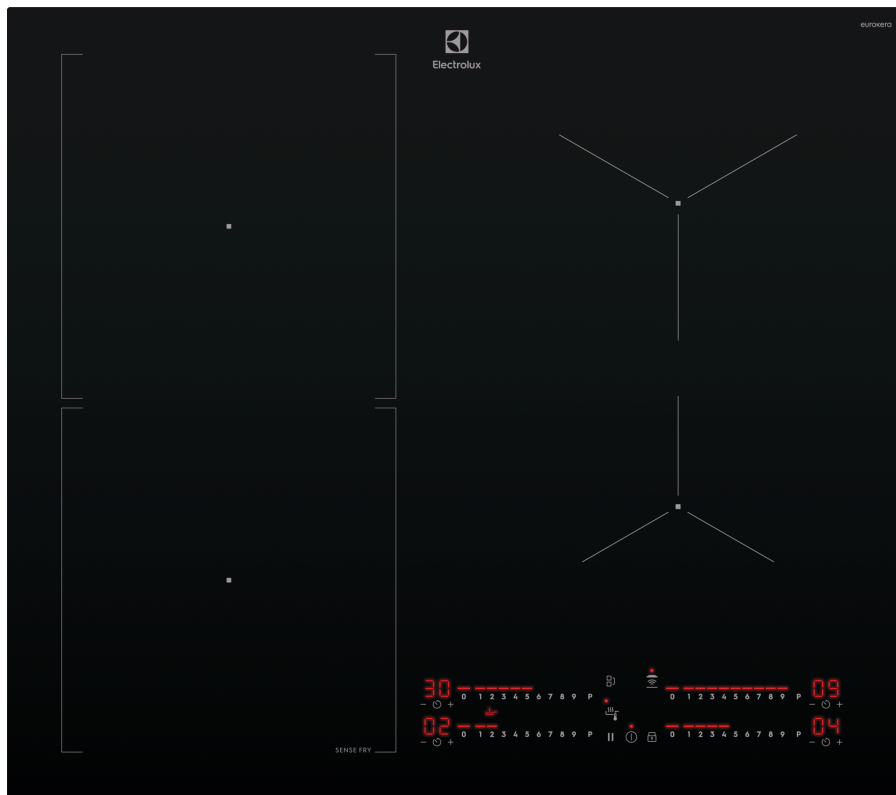 eurokera
Electrolux
30 0 1 2 3 4 5 6 7 8 9 P
0 1 2 3 4 5 6 7 8 9 P 09
− + − +
02 0 1 2 3 4 5 6 7 8 9 P
0 1 2 3 4 5 6 7 8 9 P 04
− + − +
SENSE FRY